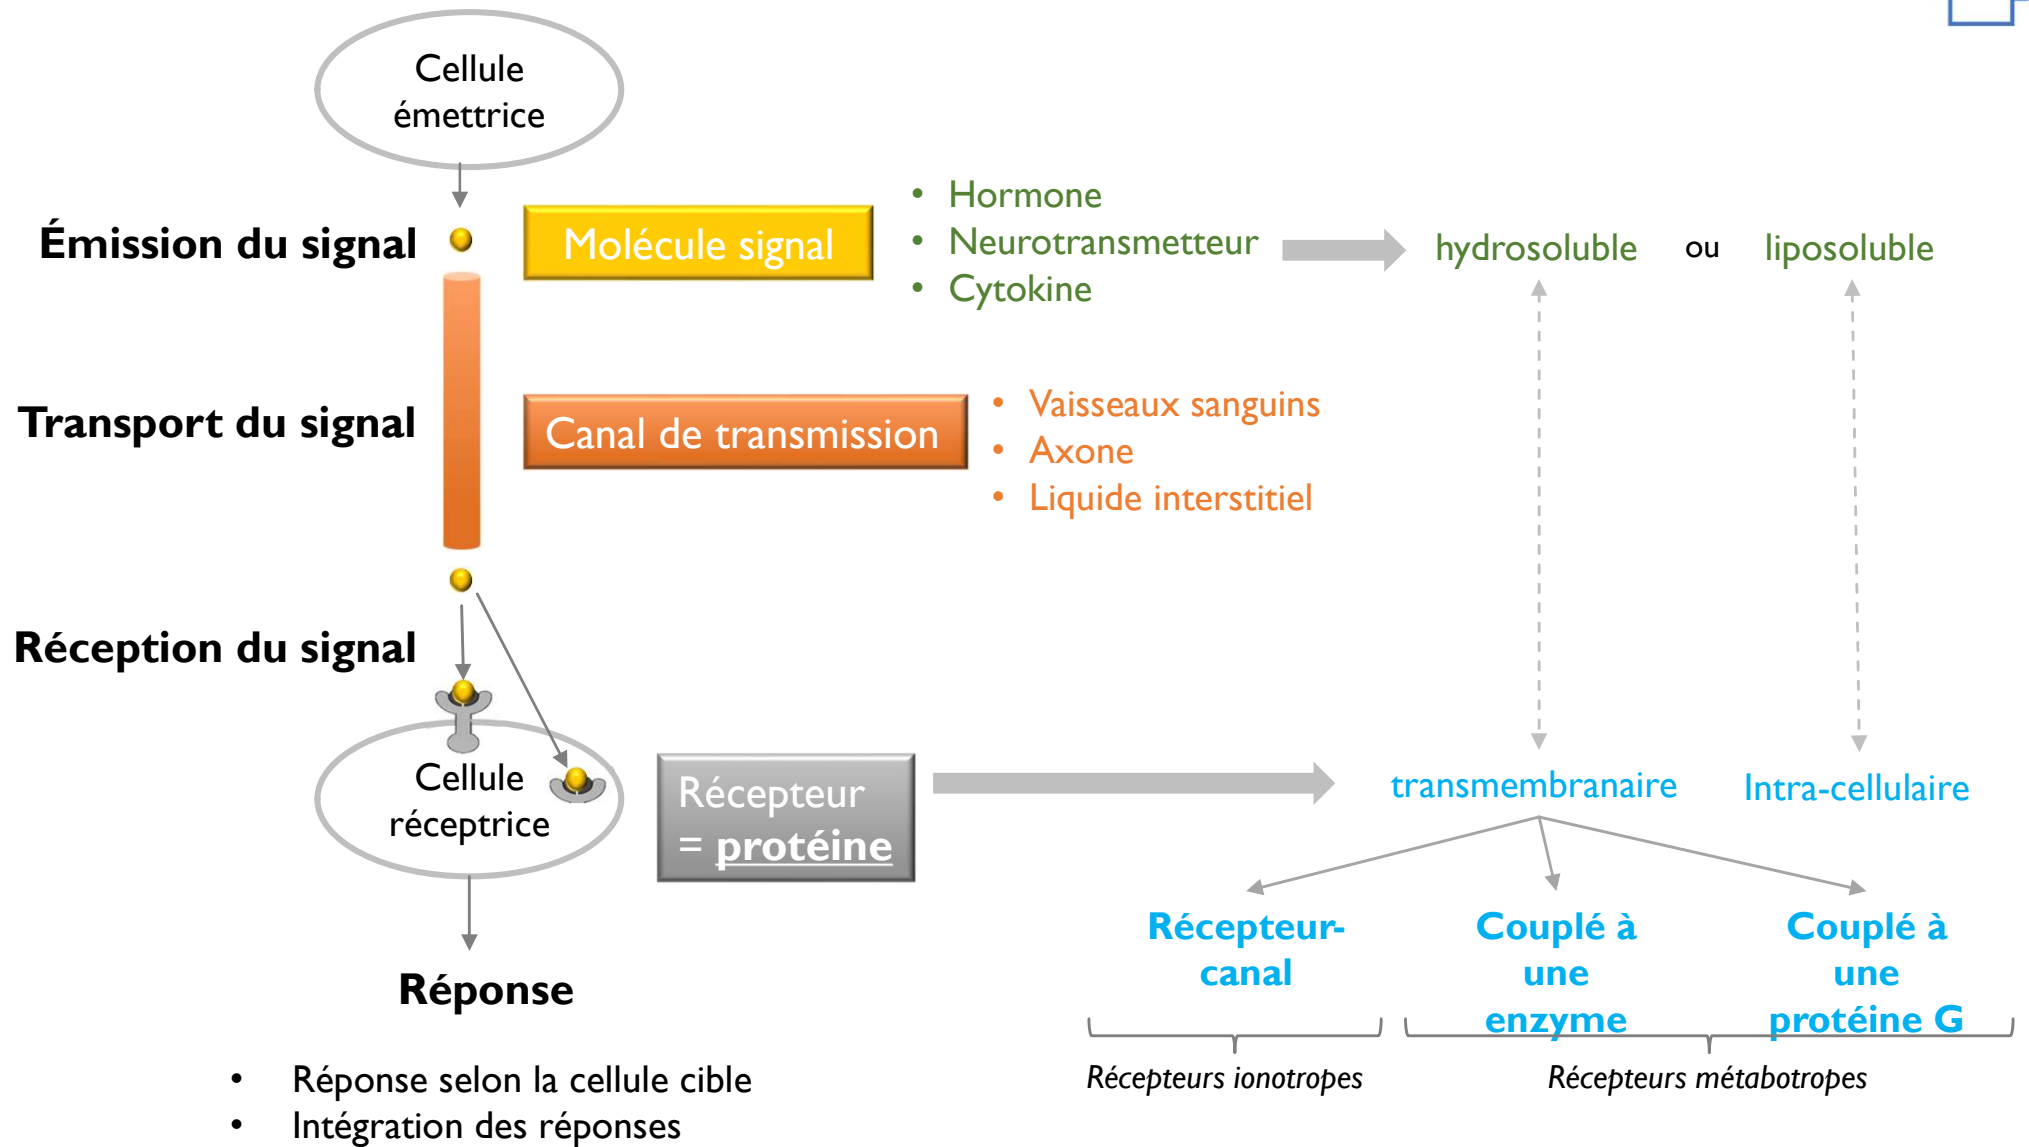 Cellule
émettrice
Émission du signal
Molécule signal
• Hormone
• Neurotransmetteur
• Cytokine
hydrosoluble ou liposoluble
Transport du signal
Canal de transmission
• Vaisseaux sanguins
• Axone
• Liquide interstitiel
Réception du signal
Cellule
réceptrice
Récepteur
= protéine
transmembranaire
Intra-cellulaire
Récepteur-
canal
Couplé à
une
enzyme
Couplé à
une
protéine G
Récepteurs ionotropes
Récepteurs métabotropes
Réponse
• Réponse selon la cellule cible
• Intégration des réponses